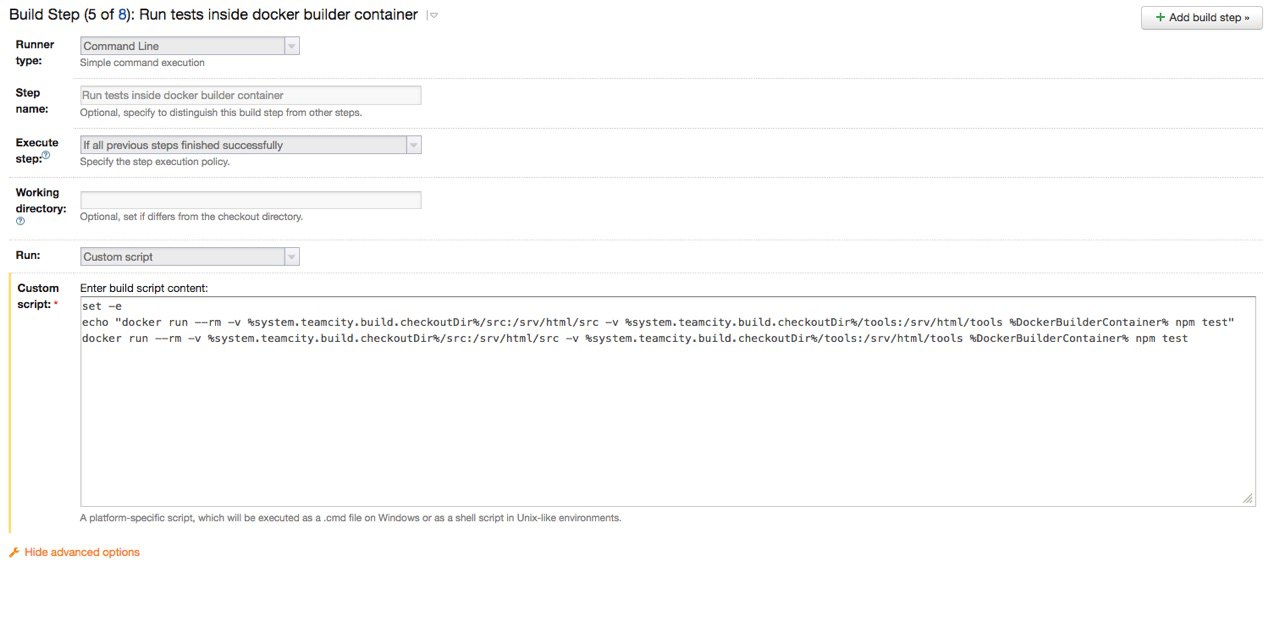 Build Step (5 of 8): Run tests inside docker builder container
+ Add build step »
Runner type:
Command Line
Simple command execution
Step name:
Run tests inside docker builder container
Optional, specify to distinguish this build step from other steps.
Execute step:?
If all previous steps finished successfully
Specify the step execution policy.
Working directory:
?
Optional, set if differs from the checkout directory.
Run:
Custom script
Custom script: *
Enter build script content:
set -e
echo "docker run --rm -v %system.teamcity.build.checkoutDir%/src:/srv/html/src -v %system.teamcity.build.checkoutDir%/tools:/srv/html/tools %DockerBuilderContainer% npm test"
docker run --rm -v %system.teamcity.build.checkoutDir%/src:/srv/html/src -v %system.teamcity.build.checkoutDir%/tools:/srv/html/tools %DockerBuilderContainer% npm test
A platform-specific script, which will be executed as a .cmd file on Windows or as a shell script in Unix-like environments.
Hide advanced options